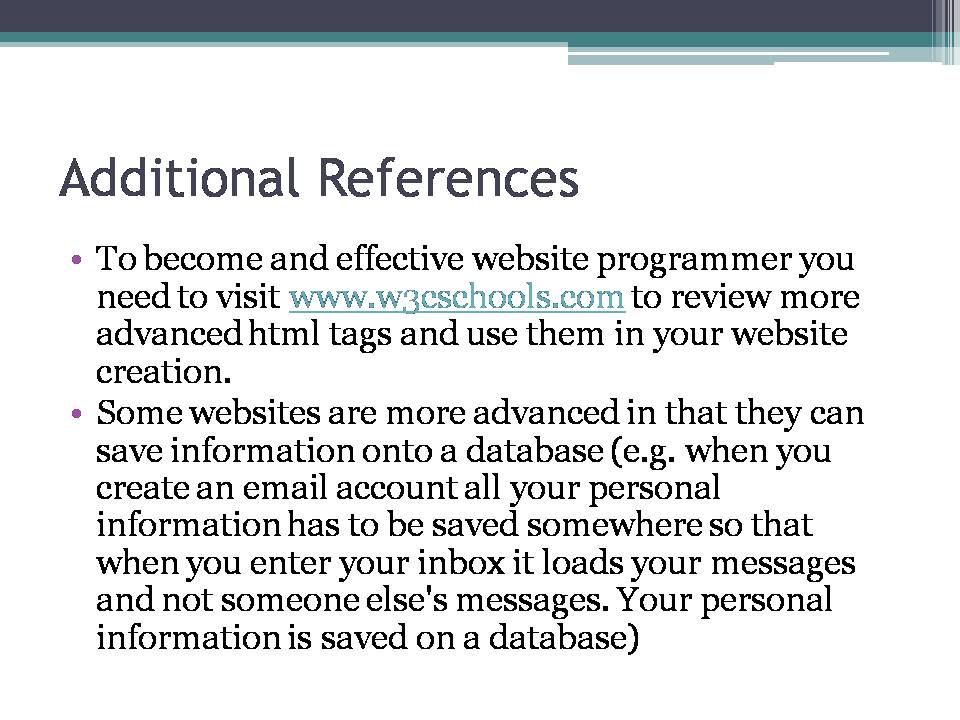 Additional References
• To become and effective website programmer you
need to visit www.w3cschools.com to review more
advanced html tags and use them in your website
creation.
• Some websites are more advanced in that they can
save information onto a database (e.g. when you
create an email account all your personal
information has to be saved somewhere so that
when you enter your inbox it loads your messages
and not someone else's messages. Your personal
information is saved on a database)